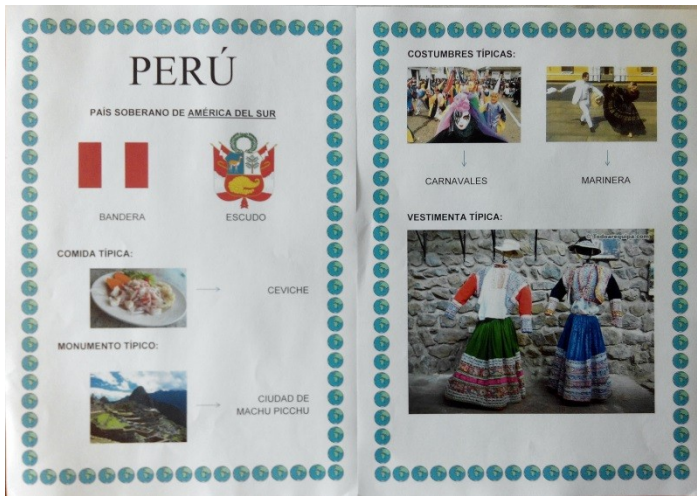 PERÚ
PAÍS SOBERANO DE AMÉRICA DEL SUR
BANDERA
ESCUDO
COMIDA TÍPICA:
CEVICHE
MONUMENTO TÍPICO:
CIUDAD DE
MACHU PICCHU
COSTUMBRES TÍPICAS:
CARNAVALES
MARINERA
VESTIMENTA TÍPICA: